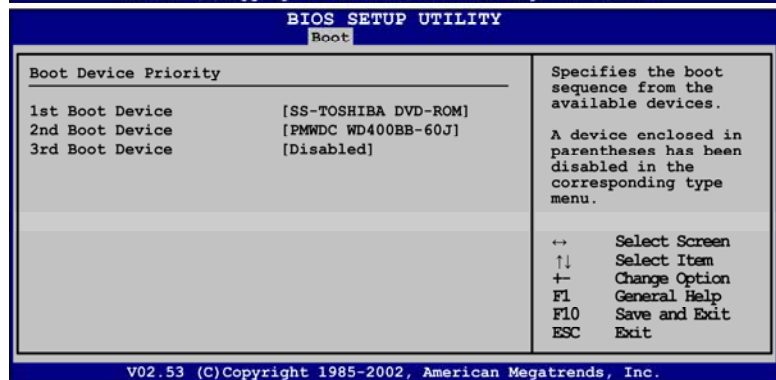 BIOS SETUP UTILITY
Boot
Boot Device Priority
1st Boot Device [SS-TOSHIBA DVD-ROM]
2nd Boot Device [PMWDC WD400BB-60J]
3rd Boot Device [Disabled]
Specifies the boot
sequence from the
available devices.
A device enclosed in
parentheses has been
disabled in the
corresponding type
menu.
↔ Select Screen
↑↓ Select Item
+- Change Option
F1 General Help
F10 Save and Exit
ESC Exit
V02.53 (C)Copyright 1985-2002, American Megatrends, Inc.